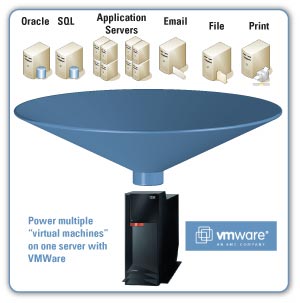 Oracle SQL Application Servers Email File Print
Power multiple
"virtual machines"
on one server with
VMWare
vmware®
AN EMC COMPANY